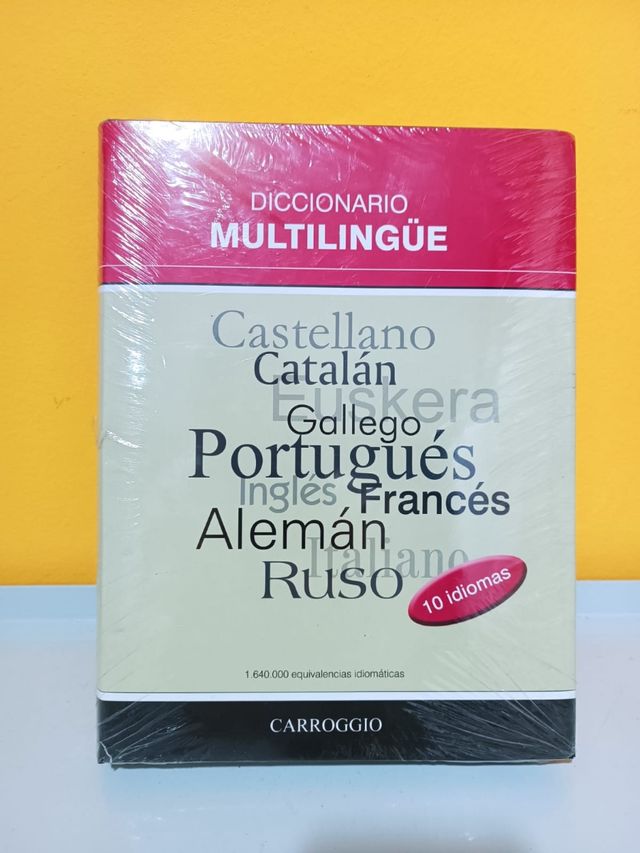 DICCIONARIO
MULTILINGÜE
Castellano
Catalán
Euskera
Gallego
Portugués
Inglés
Francés
Alemán
Italiano
Ruso
10 idiomas
1.640.000 equivalencias idiomáticas
CARROGGIO